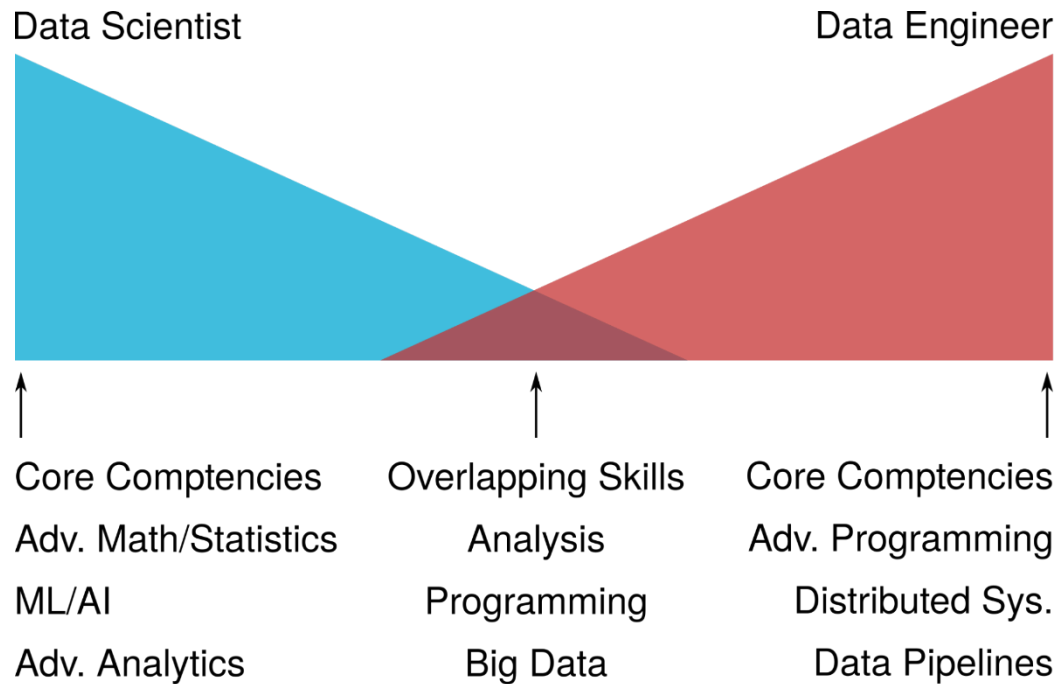 Data Scientist
Data Engineer
Core Comptencies
Overlapping Skills
Core Comptencies
Adv. Math/Statistics
Analysis
Adv. Programming
ML/AI
Programming
Distributed Sys.
Adv. Analytics
Big Data
Data Pipelines